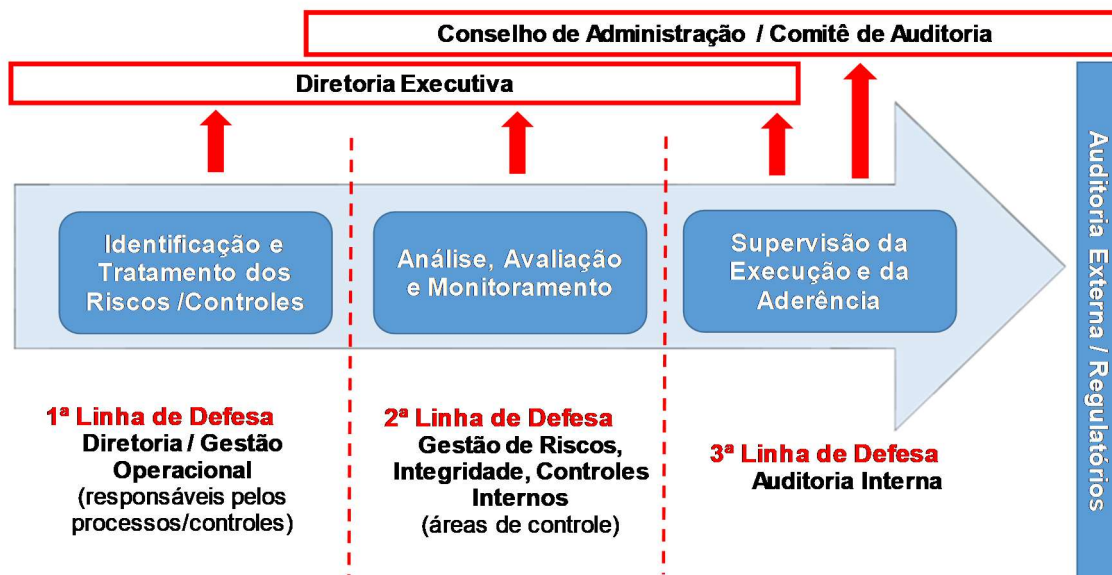 Conselho de Administração / Comitê de Auditoria
Diretoria Executiva
Identificação e
Tratamento dos
Riscos /Controles
Análise, Avaliação
e Monitoramento
Supervisão da
Execução e da
Aderência
1ª Linha de Defesa
Diretoria / Gestão
Operacional
(responsáveis pelos
processos/controles)
2ª Linha de Defesa
Gestão de Riscos,
Integridade, Controles
Internos
(áreas de controle)
3ª Linha de Defesa
Auditoria Interna
Auditoria Externa / Regulatórios